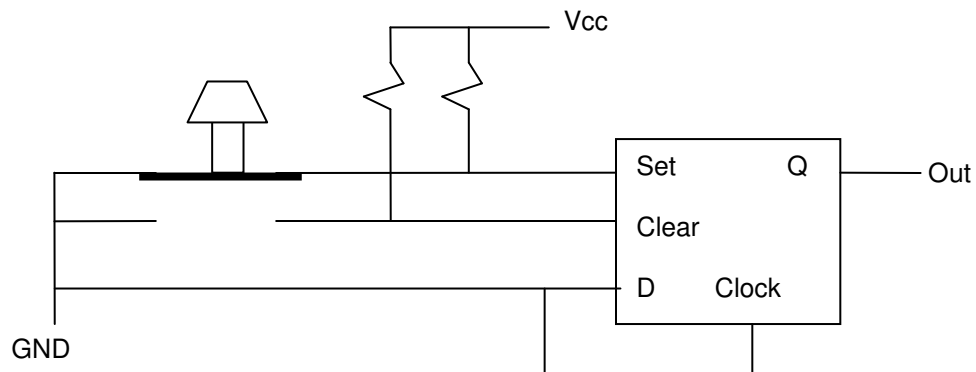 Vcc
Set Q
Out
Clear
D Clock
GND